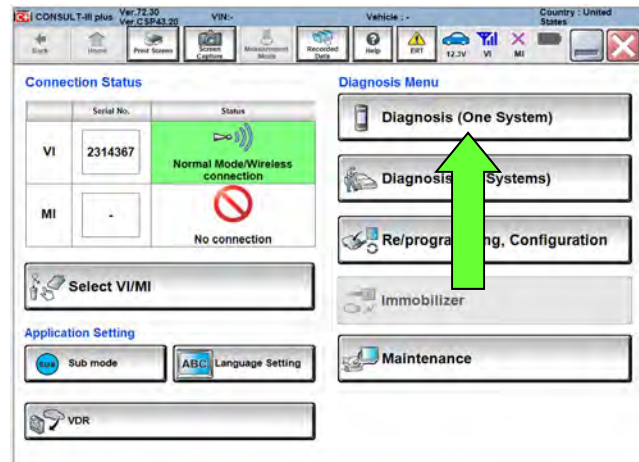 CONSULT-III plus Ver.72.30 VIN:- Vehicle : - Country : United
Ver.CSP43.20 States
Back Home Print Screen Screen Capture Measurement Mode Recorded Data Help ERT 12.3V VI MI
Connection Status
Serial No. Status
VI 2314367 Normal Mode/Wireless
connection
MI - No connection
Select VI/MI
Application Setting
SUB Sub mode ABC Language Setting
VDR
Diagnosis Menu
Diagnosis (One System)
Diagnosis Systems)
Re/programming, Configuration
Immobilizer
Maintenance